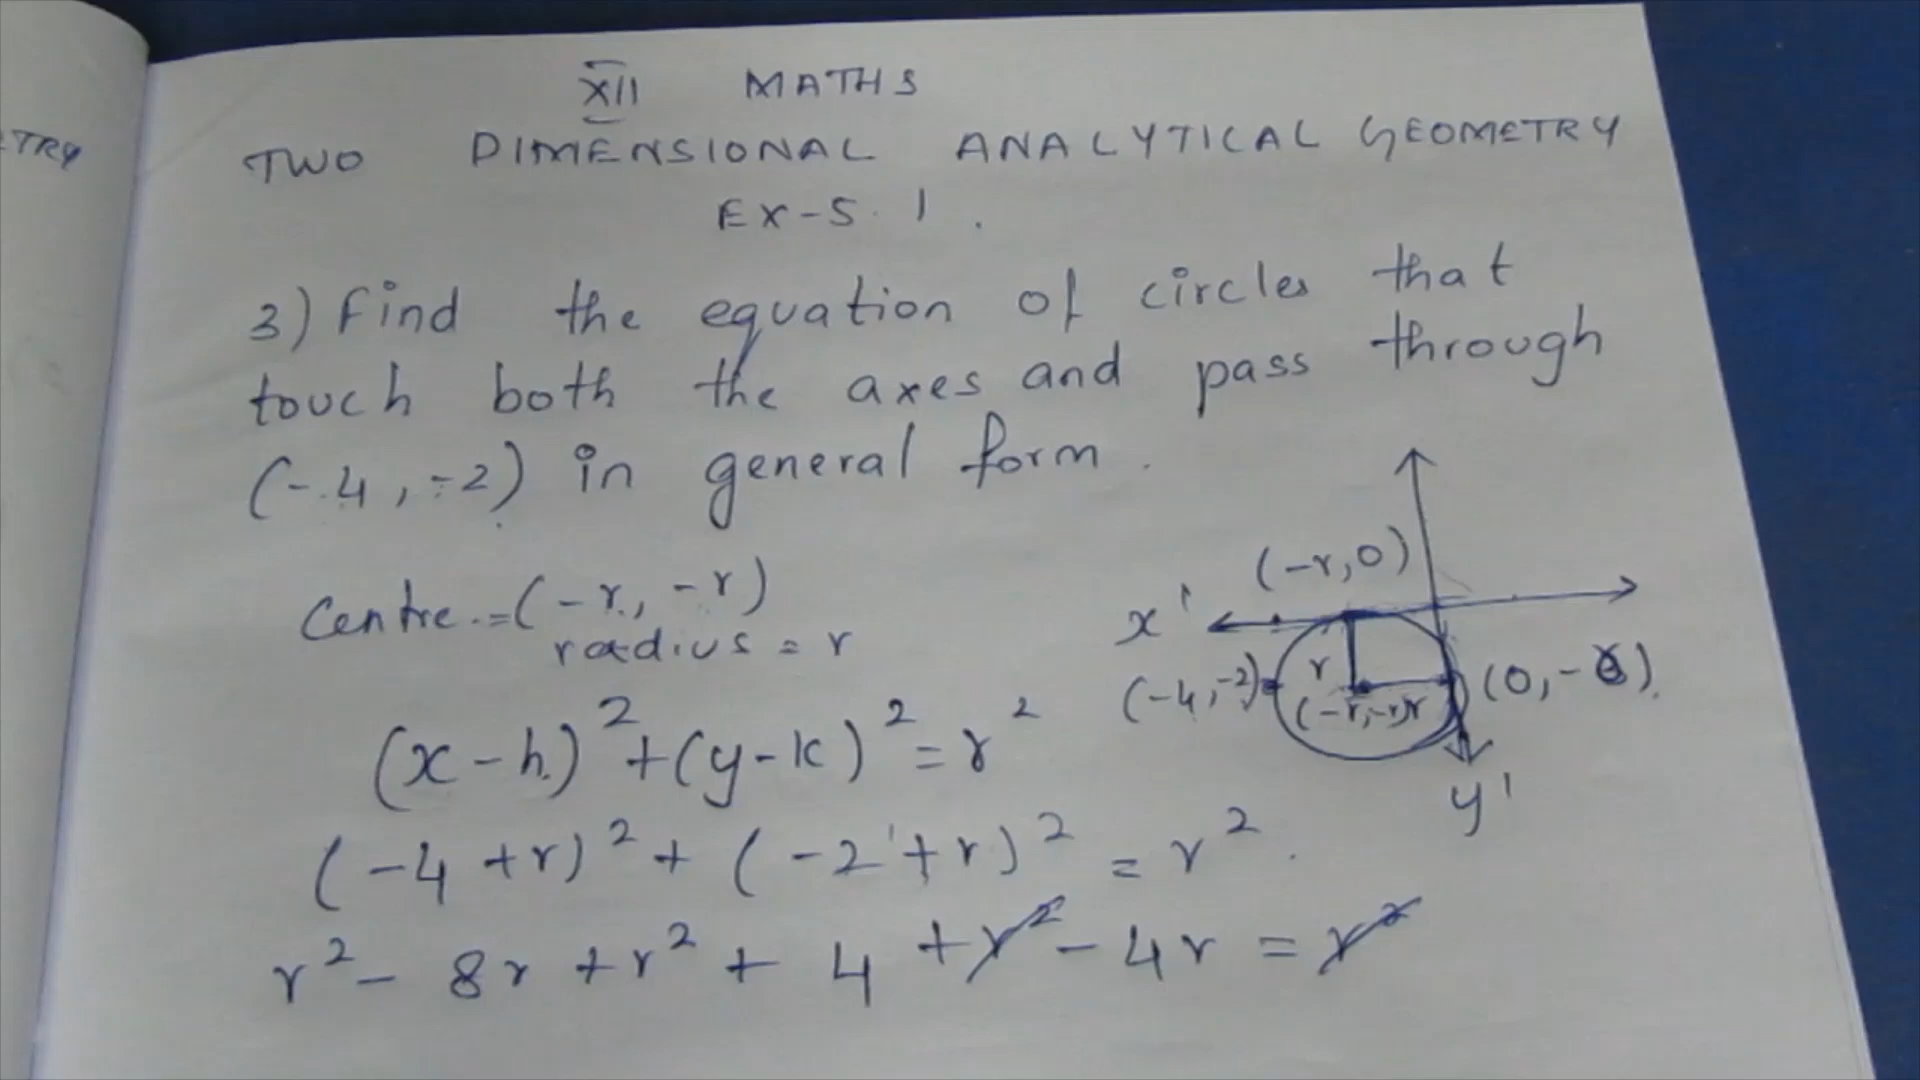 TRY
XII MATHS
TWO DIMENSIONAL ANALYTICAL GEOMETRY
EX-5.1.
3) Find the equation of circles that
touch both the axes and pass through
(-4,-2) in general form.
Centre.=(-r, -r)
radius = r
(x-h)²+(y-k)²=r²
(-4+r)²+(-2+r)²=r².
r²- 8r +r² + 4 +r²- 4r = r²
(-r,0)
x'
(-4,-2)
r
(-r,-r)
r
(0,- )
y'